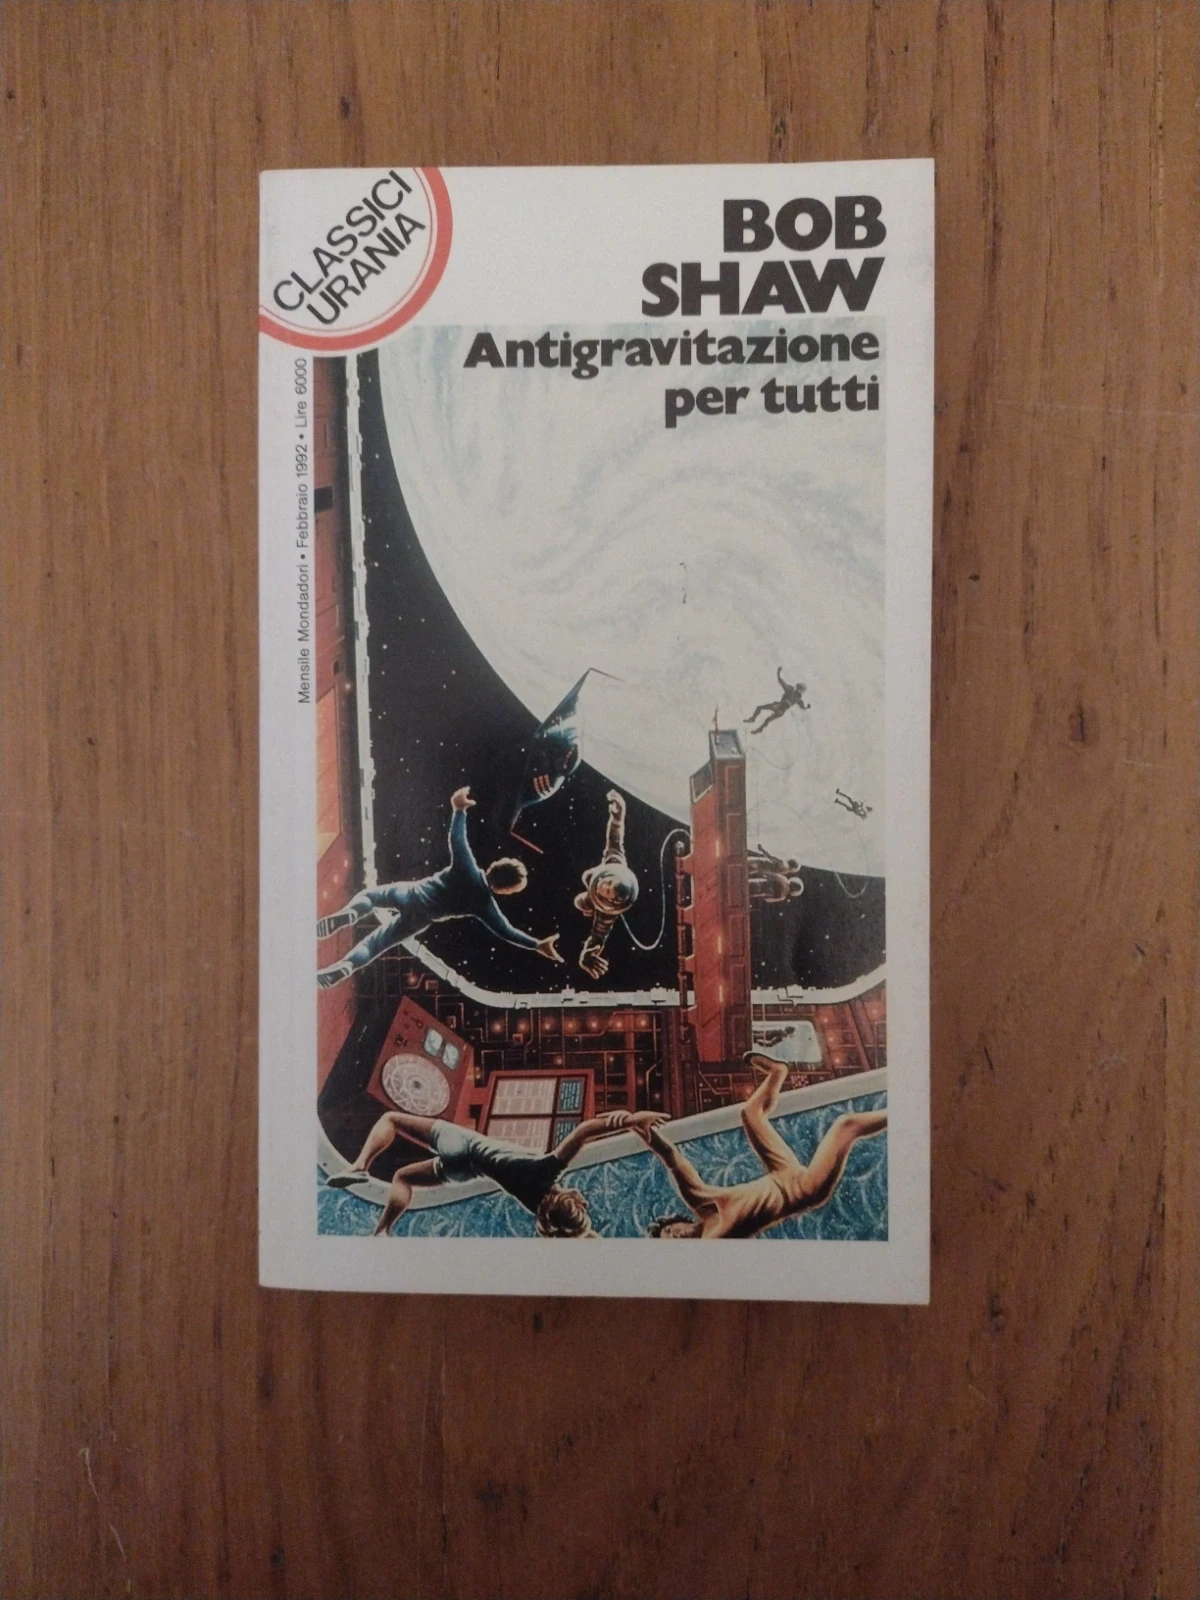 CLASSICI
URANIA
BOB
SHAW
Antigravitazione
per tutti
Mensile Mondadori • Febbraio 1992 • Lire 6000